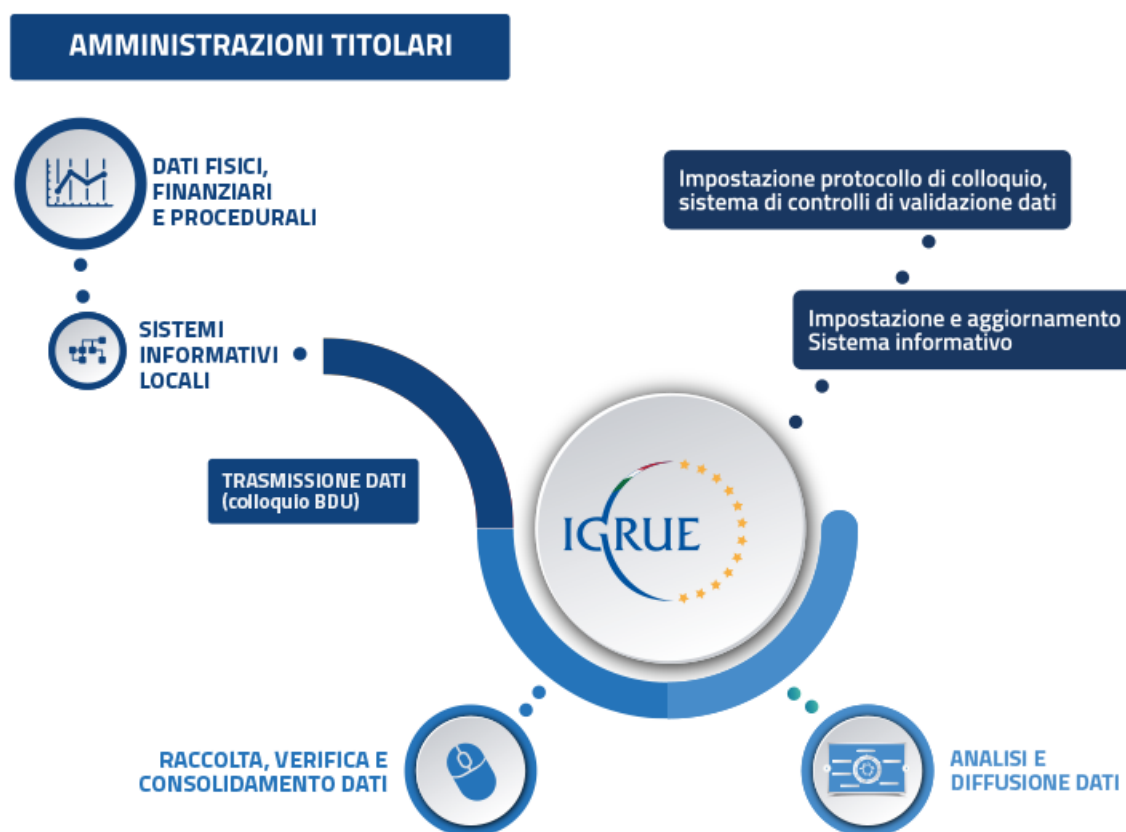 AMMINISTRAZIONI TITOLARI
DATI FISICI,
FINANZIARI
E PROCEDURALI
Impostazione protocollo di colloquio,
sistema di controlli di validazione dati
SISTEMI
INFORMATIVI
LOCALI
Impostazione e aggiornamento
Sistema informativo
TRASMISSIONE DATI
(colloquio BDU)
IGRUE
RACCOLTA, VERIFICA E
CONSOLIDAMENTO DATI
ANALISI E
DIFFUSIONE DATI